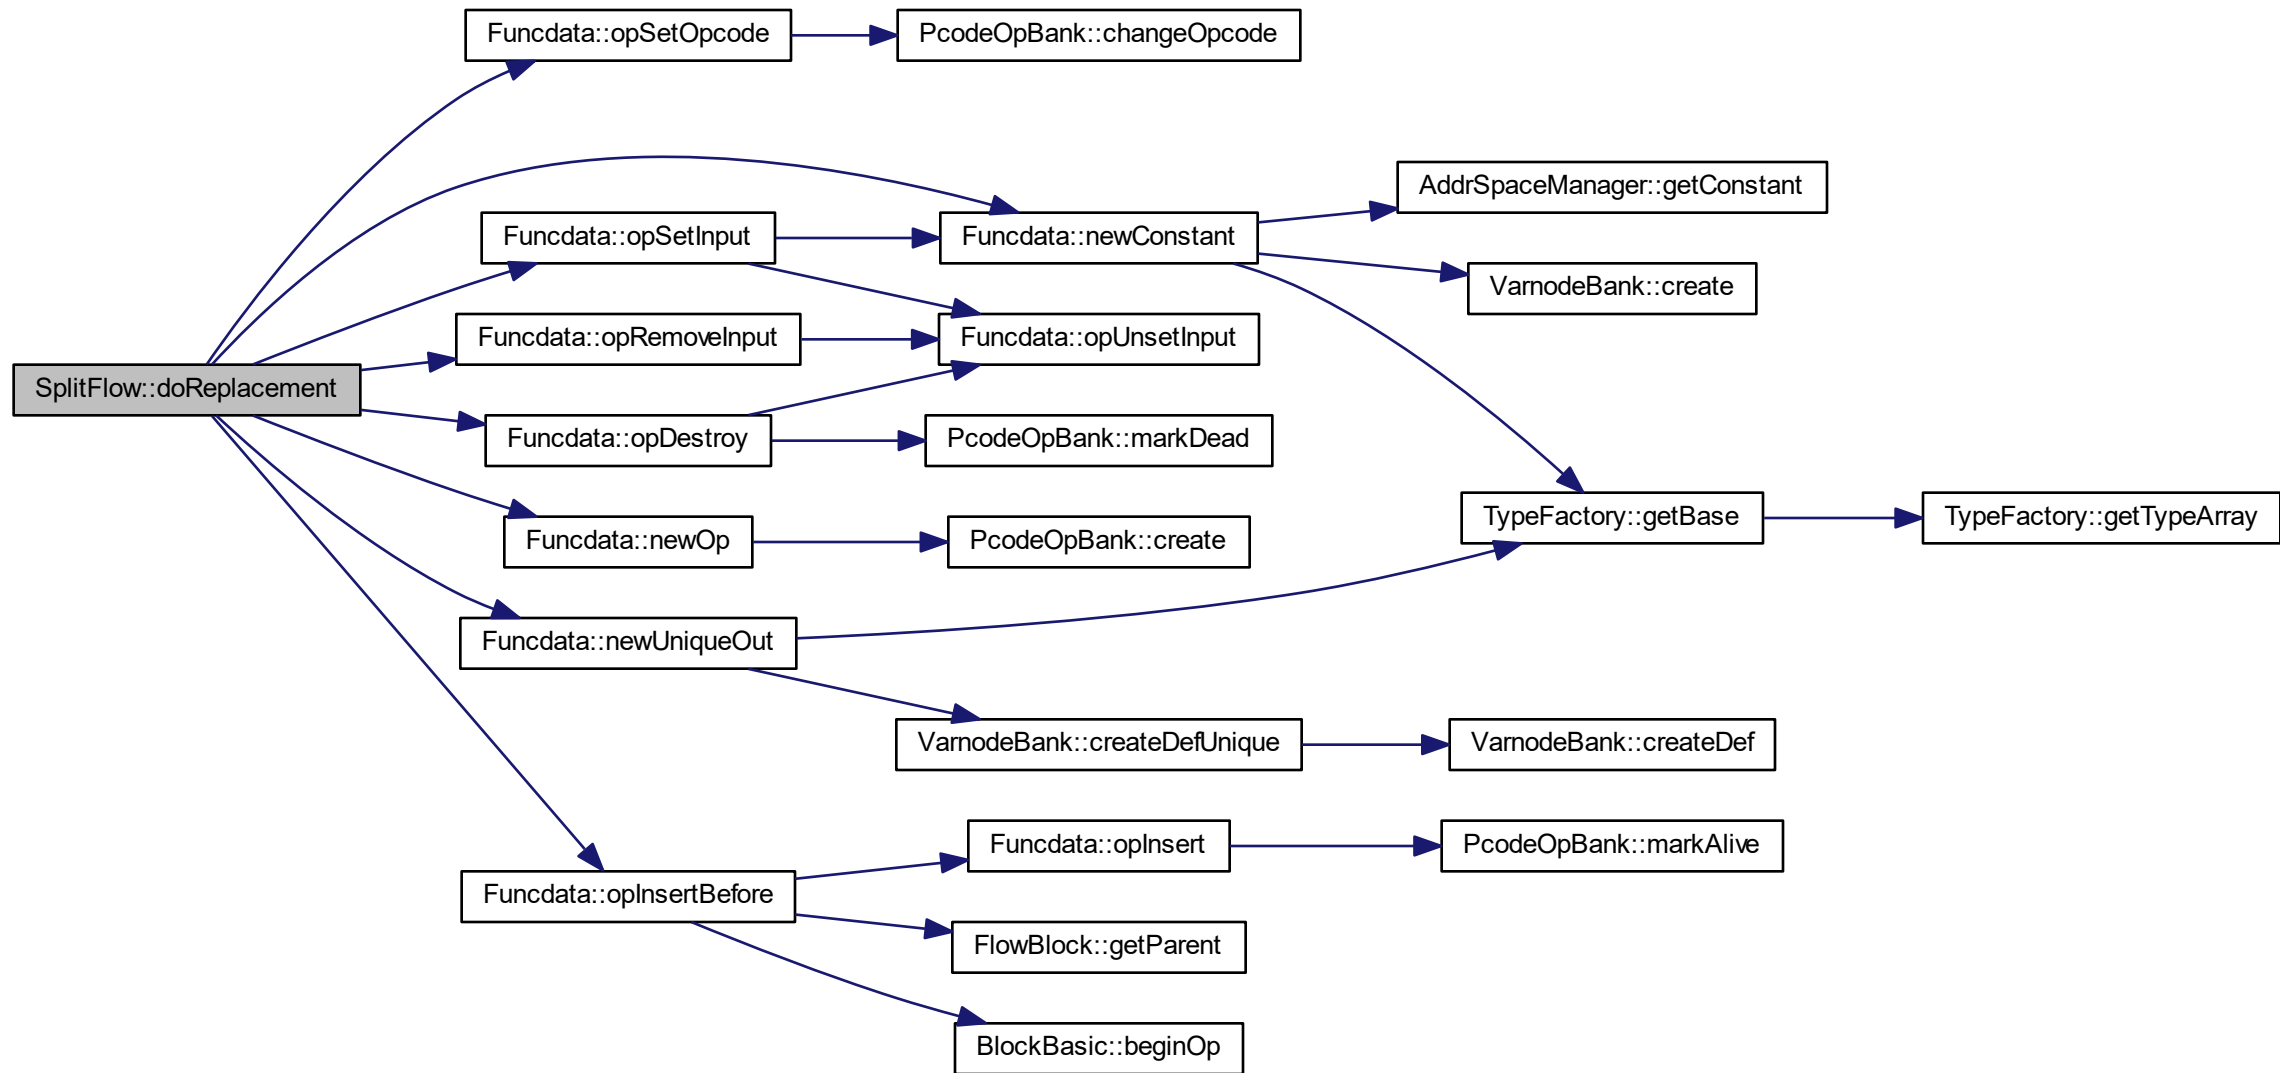 Funcdata::opSetOpcode
PcodeOpBank::changeOpcode
AddrSpaceManager::getConstant
Funcdata::opSetInput
Funcdata::newConstant
VarnodeBank::create
Funcdata::opRemoveInput
Funcdata::opUnsetInput
SplitFlow::doReplacement
Funcdata::opDestroy
PcodeOpBank::markDead
TypeFactory::getBase
TypeFactory::getTypeArray
Funcdata::newOp
PcodeOpBank::create
Funcdata::newUniqueOut
VarnodeBank::createDefUnique
VarnodeBank::createDef
Funcdata::opInsert
PcodeOpBank::markAlive
Funcdata::opInsertBefore
FlowBlock::getParent
BlockBasic::beginOp